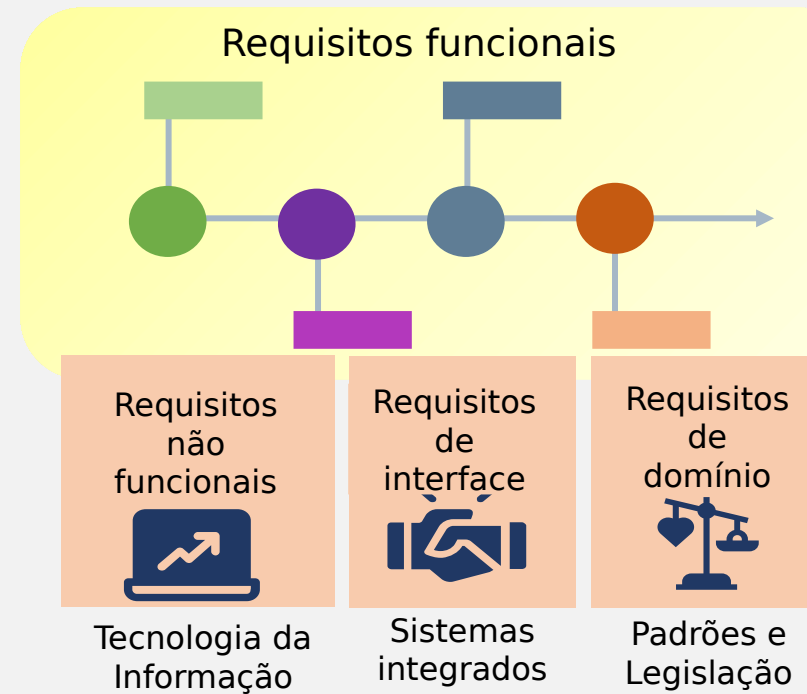 Requisitos funcionais
Requisitos
não
funcionais
Requisitos
de
interface
Requisitos
de
domínio
Tecnologia da
Informação
Sistemas
integrados
Padrões e
Legislação